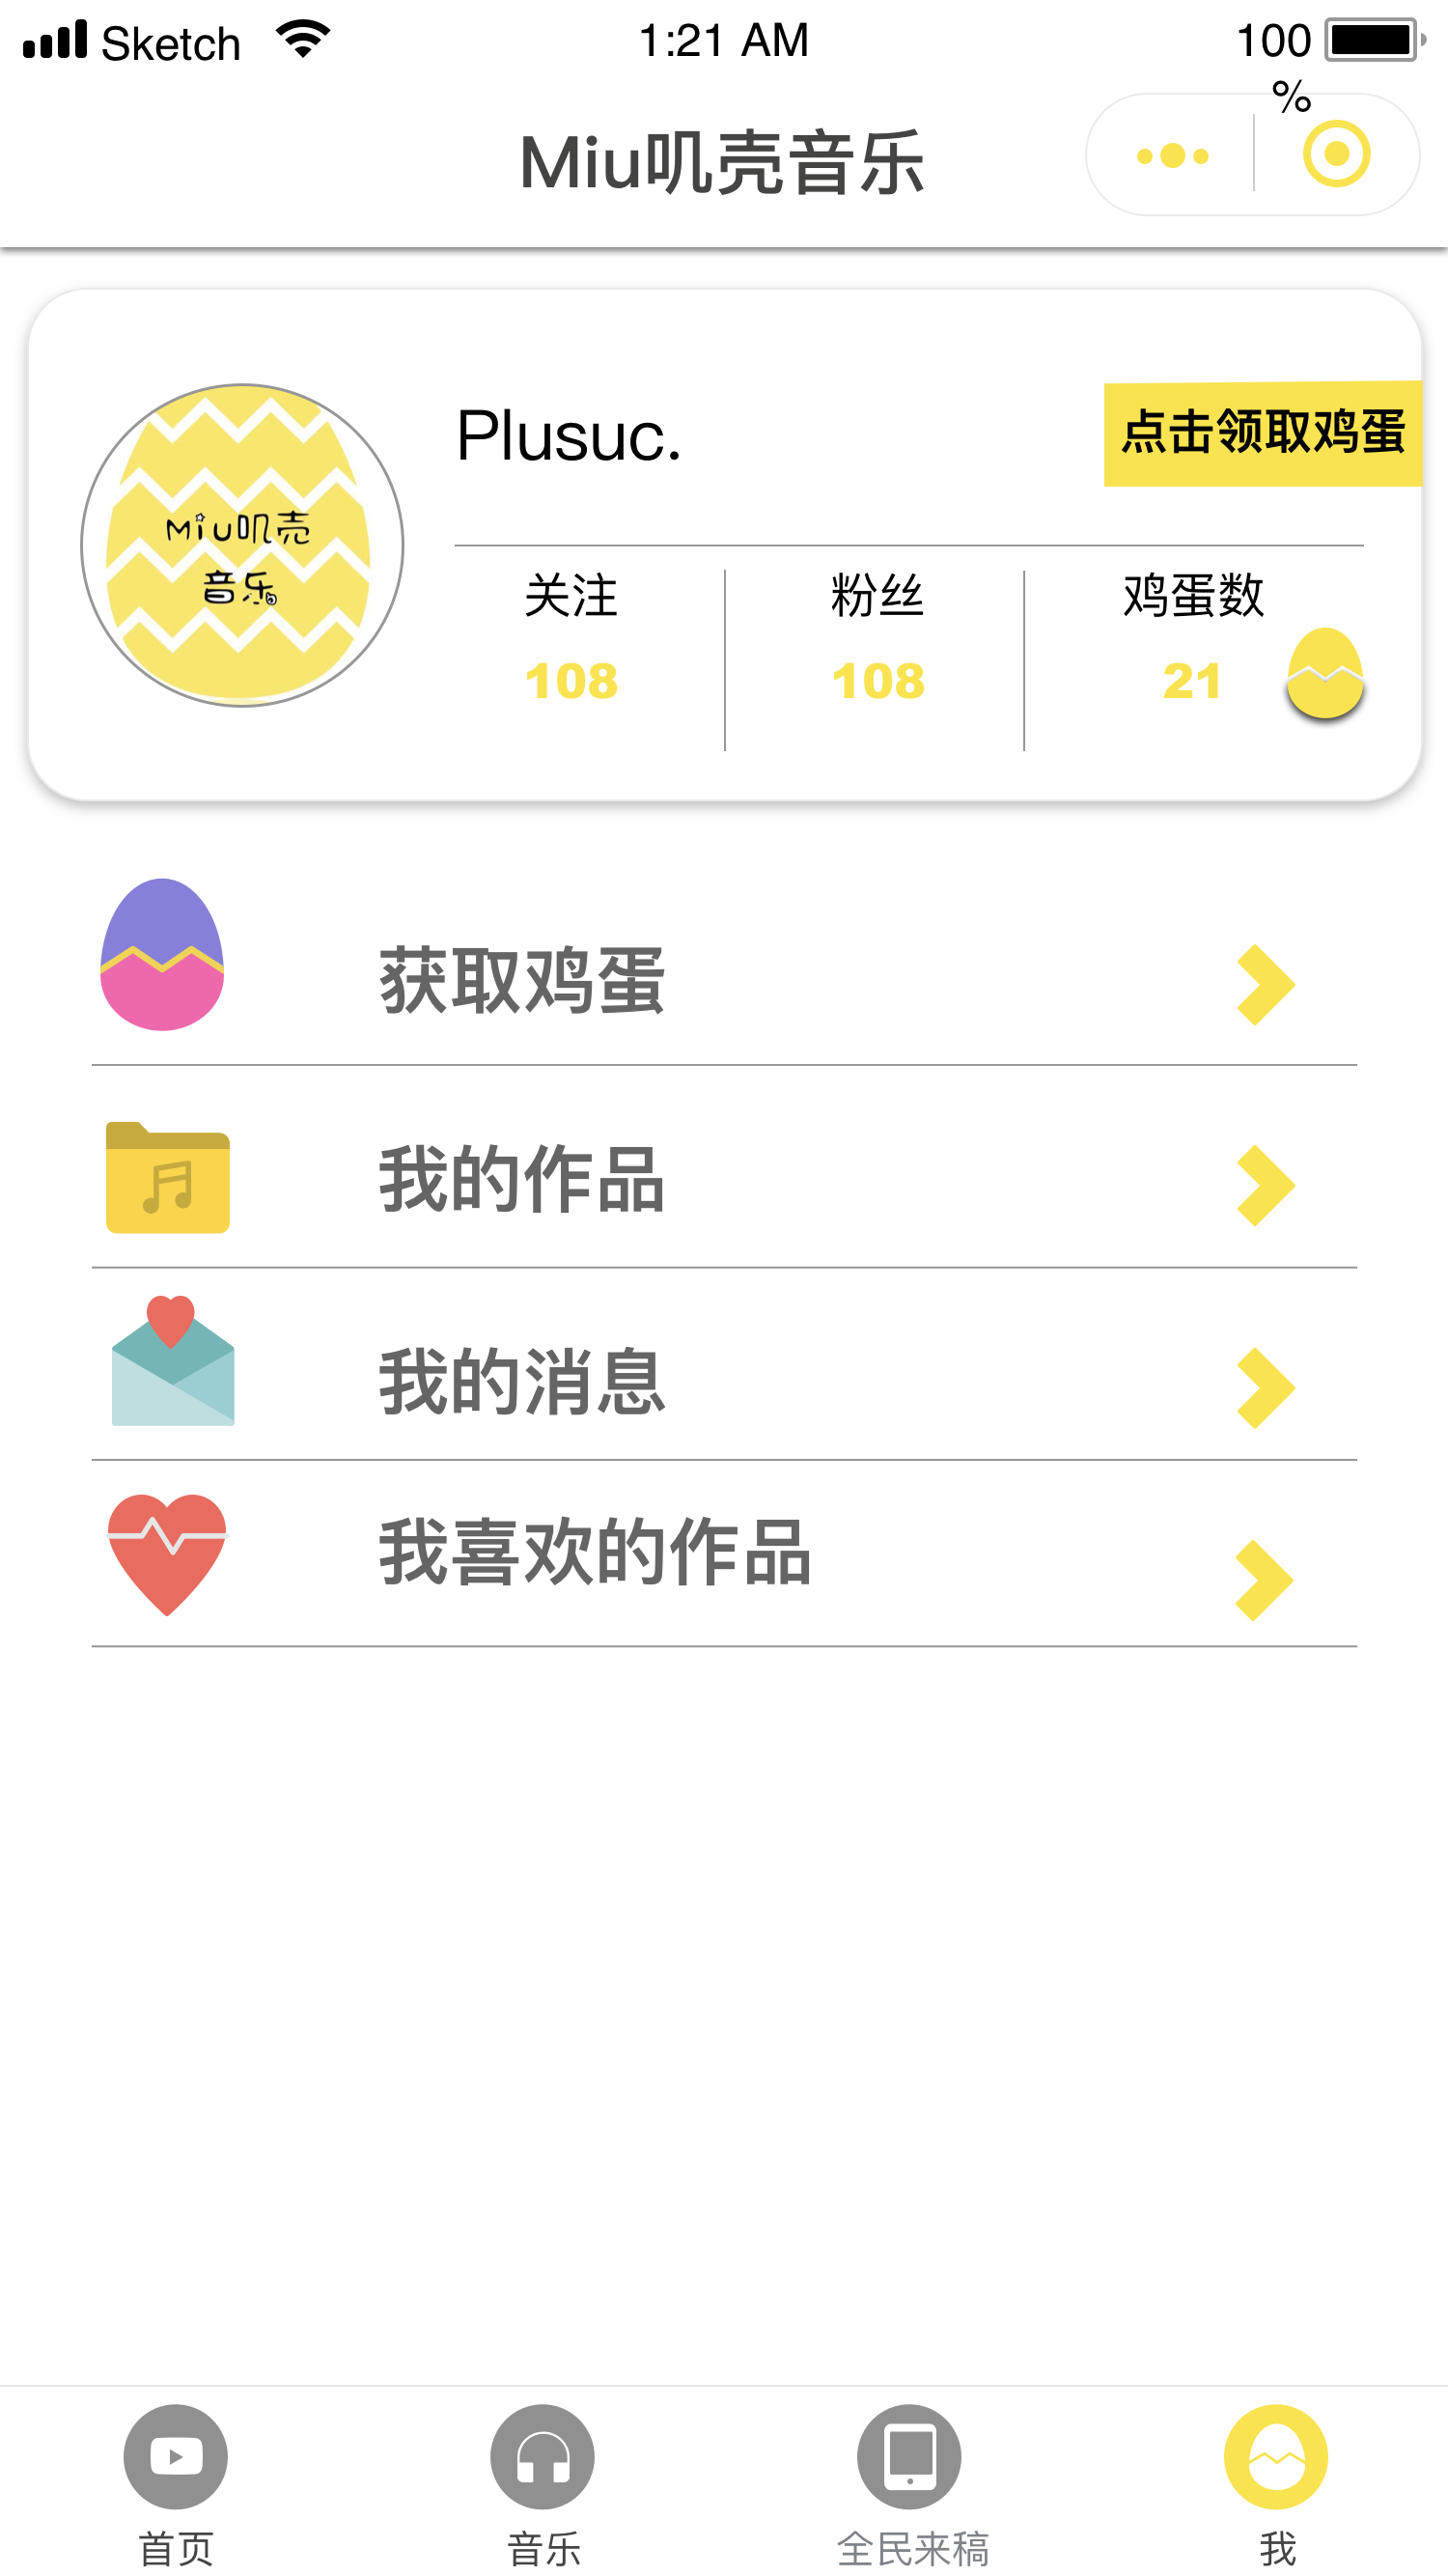 Sketch 1:21 AM 100
%
Miu叽壳音乐
Plusuc.
点击领取鸡蛋
Miu叽壳
音乐
关注 粉丝 鸡蛋数
108 108 21
获取鸡蛋
我的作品
我的消息
我喜欢的作品
首页 音乐 全民来稿 我